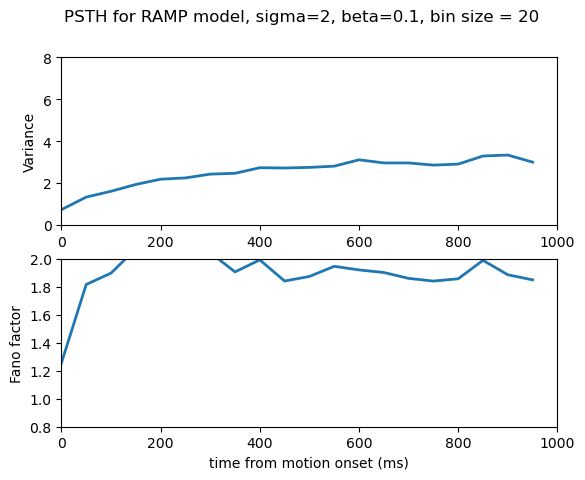 PSTH for RAMP model, sigma=2, beta=0.1, bin size = 20
8
6
4
2
0
Variance
0 200 400 600 800 1000
2.0
1.8
1.6
1.4
1.2
1.0
0.8
Fano factor
0 200 400 600 800 1000
time from motion onset (ms)